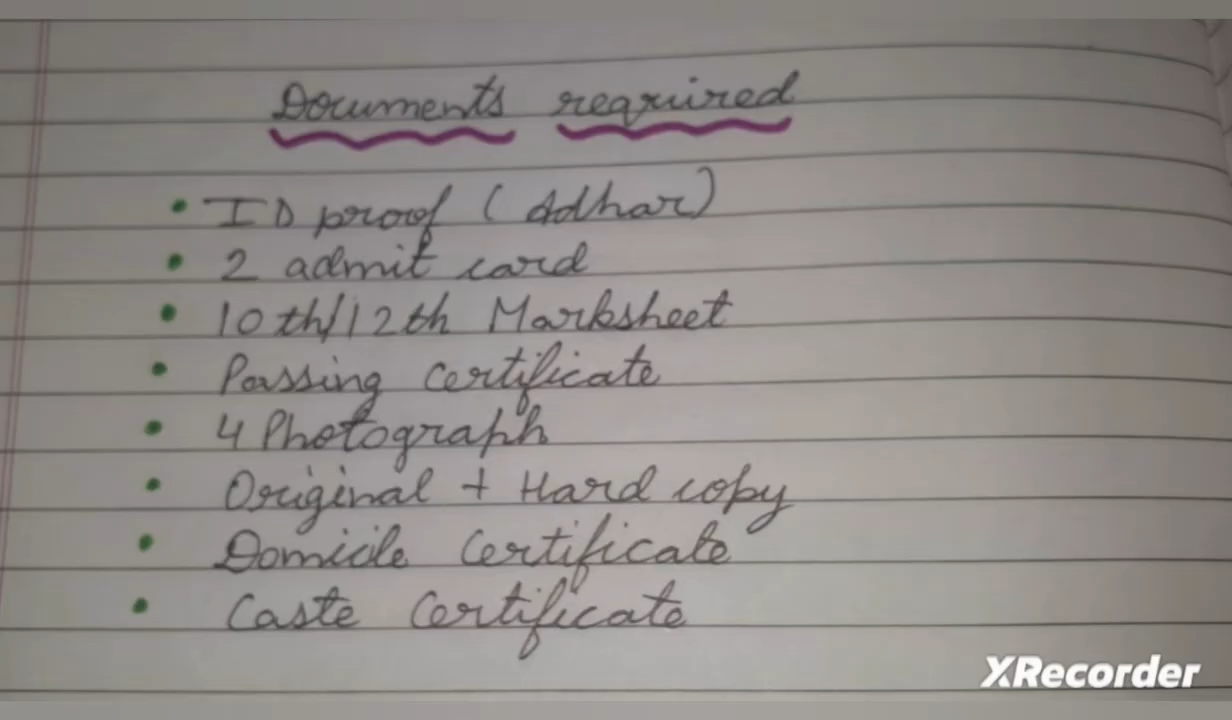 Documents required
• ID proof (Adhar)
• 2 admit card
• 10th/12th Marksheet
• Passing certificate
• 4 Photograph
• Original + Hard copy
• Domicile Certificate
• Caste Certificate
XRecorder